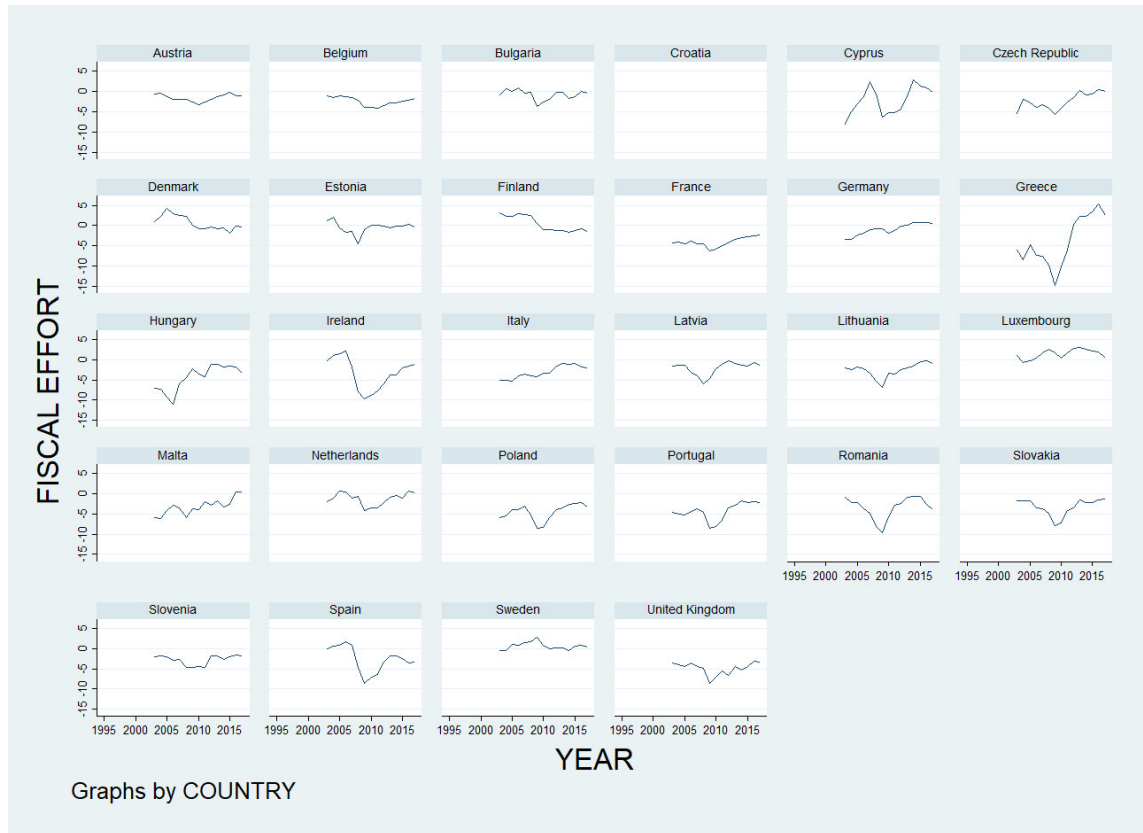 Austria Belgium Bulgaria Croatia Cyprus Czech Republic
5
0
-5
-10
-15
Denmark Estonia Finland France Germany Greece
5
0
-5
-10
-15
Hungary Ireland Italy Latvia Lithuania Luxembourg
5
0
-5
-10
-15
Malta Netherlands Poland Portugal Romania Slovakia
5
0
-5
-10
-15
1995 2000 2005 2010 2015 1995 2000 2005 2010 2015
Slovenia Spain Sweden United Kingdom
5
0
-5
-10
-15
1995 2000 2005 2010 2015 1995 2000 2005 2010 2015 1995 2000 2005 2010 2015 1995 2000 2005 2010 2015
FISCAL EFFORT
YEAR
Graphs by COUNTRY